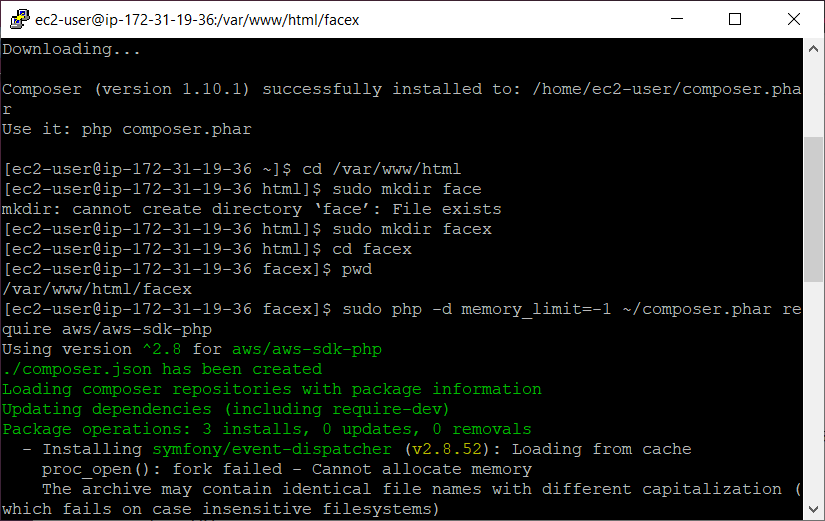 ec2-user@ip-172-31-19-36:/var/www/html/facex
Downloading...
Composer (version 1.10.1) successfully installed to: /home/ec2-user/composer.pha
r
Use it: php composer.phar
[ec2-user@ip-172-31-19-36 ~]$ cd /var/www/html
[ec2-user@ip-172-31-19-36 html]$ sudo mkdir face
mkdir: cannot create directory ‘face’: File exists
[ec2-user@ip-172-31-19-36 html]$ sudo mkdir facex
[ec2-user@ip-172-31-19-36 html]$ cd facex
[ec2-user@ip-172-31-19-36 facex]$ pwd
/var/www/html/facex
[ec2-user@ip-172-31-19-36 facex]$ sudo php -d memory_limit=-1 ~/composer.phar re
quire aws/aws-sdk-php
Using version ^2.8 for aws/aws-sdk-php
./composer.json has been created
Loading composer repositories with package information
Updating dependencies (including require-dev)
Package operations: 3 installs, 0 updates, 0 removals
  - Installing symfony/event-dispatcher (v2.8.52): Loading from cache
    proc_open(): fork failed - Cannot allocate memory
    The archive may contain identical file names with different capitalization (
which fails on case insensitive filesystems)